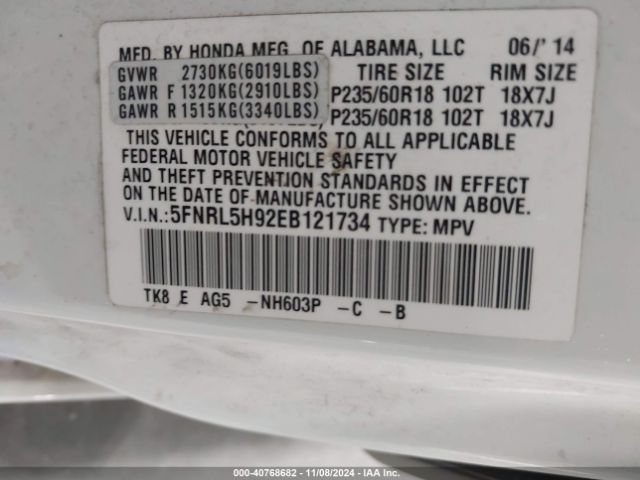 MFD. BY HONDA MFG. OF ALABAMA, LLC 06/' 14
GVWR 2730KG(6019LBS) TIRE SIZE RIM SIZE
GAWR F 1320KG(2910LBS) P235/60R18 102T 18X7J
GAWR R 1515KG(3340LBS) P235/60R18 102T 18X7J
THIS VEHICLE CONFORMS TO ALL APPLICABLE
FEDERAL MOTOR VEHICLE SAFETY
AND THEFT PREVENTION STANDARDS IN EFFECT
ON THE DATE OF MANUFACTURE SHOWN ABOVE.
V.I.N.:5FNRL5H92EB121734 TYPE: MPV
TK8 E AG5 -NH603P -C -B
000-40768682 - 11/08/2024 - IAA Inc.